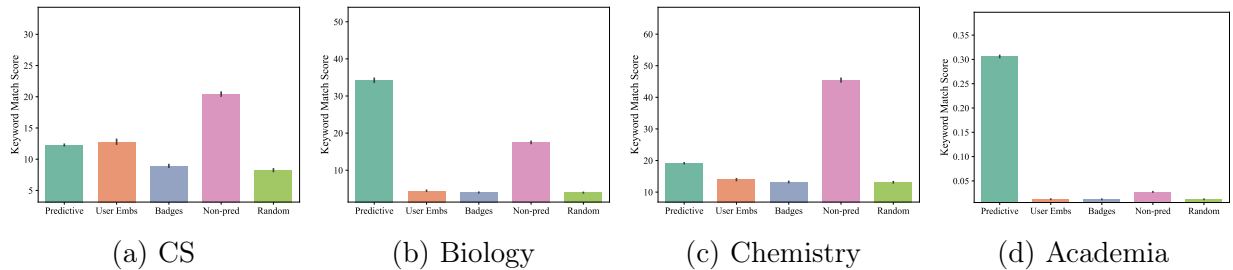 Keyword Match Score
30
25
20
15
10
5
Predictive User Embs Badges Non-pred Random
(a) CS
Keyword Match Score
50
40
30
20
10
Predictive User Embs Badges Non-pred Random
(b) Biology
Keyword Match Score
60
50
40
30
20
10
Predictive User Embs Badges Non-pred Random
(c) Chemistry
Keyword Match Score
0.35
0.30
0.25
0.20
0.15
0.10
0.05
Predictive User Embs Badges Non-pred Random
(d) Academia